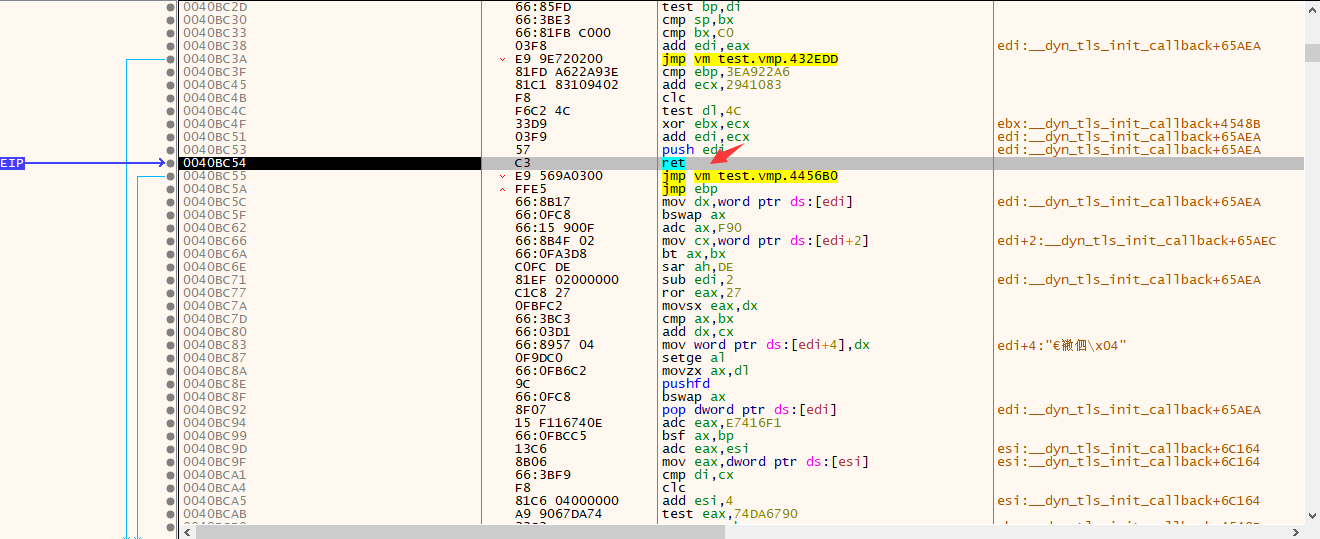 0040BC2D 66:85FD test bp,di
0040BC30 66:3BE3 cmp sp,bx
0040BC33 66:81FB C000 cmp bx,C0
0040BC38 03F8 add edi,eax edi:__dyn_tls_init_callback+65AEA
0040BC3A E9 9E720200 jmp vm test.vmp.432EDD
0040BC3F 81FD A622A93E cmp ebp,3EA922A6
0040BC45 81C1 83109402 add ecx,2941083
0040BC4B F8 clc
0040BC4C F6C2 4C test dl,4C
0040BC4F 33D9 xor ebx,ecx ebx:__dyn_tls_init_callback+4548B
0040BC51 03F9 add edi,ecx edi:__dyn_tls_init_callback+65AEA
0040BC53 57 push edi edi:__dyn_tls_init_callback+65AEA
EIP 0040BC54 C3 ret
0040BC55 E9 569A0300 jmp vm test.vmp.4456B0
0040BC5A FFE5 jmp ebp
0040BC5C 66:8B17 mov dx,word ptr ds:[edi] edi:__dyn_tls_init_callback+65AEA
0040BC5F 66:0FC8 bswap ax
0040BC62 66:15 900F adc ax,F90
0040BC66 66:8B4F 02 mov cx,word ptr ds:[edi+2] edi+2:__dyn_tls_init_callback+65AEC
0040BC6A 66:0FA3D8 bt ax,bx
0040BC6E C0FC DE sar ah,DE
0040BC71 81EF 02000000 sub edi,2 edi:__dyn_tls_init_callback+65AEA
0040BC77 C1C8 27 ror eax,27
0040BC7A 0FBFC2 movsx eax,dx
0040BC7D 66:3BC3 cmp ax,bx
0040BC80 66:03D1 add dx,cx
0040BC83 66:8957 04 mov word ptr ds:[edi+4],dx edi+4:"€\x04"
0040BC87 0F9DC0 setge al
0040BC8A 66:0FB6C2 movzx ax,dl
0040BC8E 9C pushfd
0040BC8F 66:0FC8 bswap ax
0040BC92 8F07 pop dword ptr ds:[edi] edi:__dyn_tls_init_callback+65AEA
0040BC94 15 F116740E adc eax,E7416F1
0040BC99 66:0FBCC5 bsf ax,bp
0040BC9D 13C6 adc eax,esi esi:__dyn_tls_init_callback+6C164
0040BC9F 8B06 mov eax,dword ptr ds:[esi] esi:__dyn_tls_init_callback+6C164
0040BCA1 66:3BF9 cmp di,cx
0040BCA4 F8 clc
0040BCA5 81C6 04000000 add esi,4 esi:__dyn_tls_init_callback+6C164
0040BCAB A9 9067DA74 test eax,74DA6790